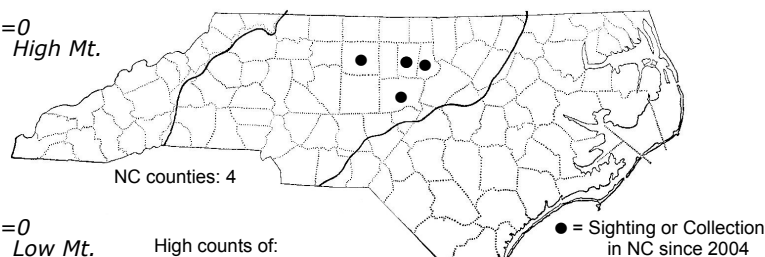 =0
High Mt.
NC counties: 4
=0
Low Mt.
High counts of:
● = Sighting or Collection
in NC since 2004